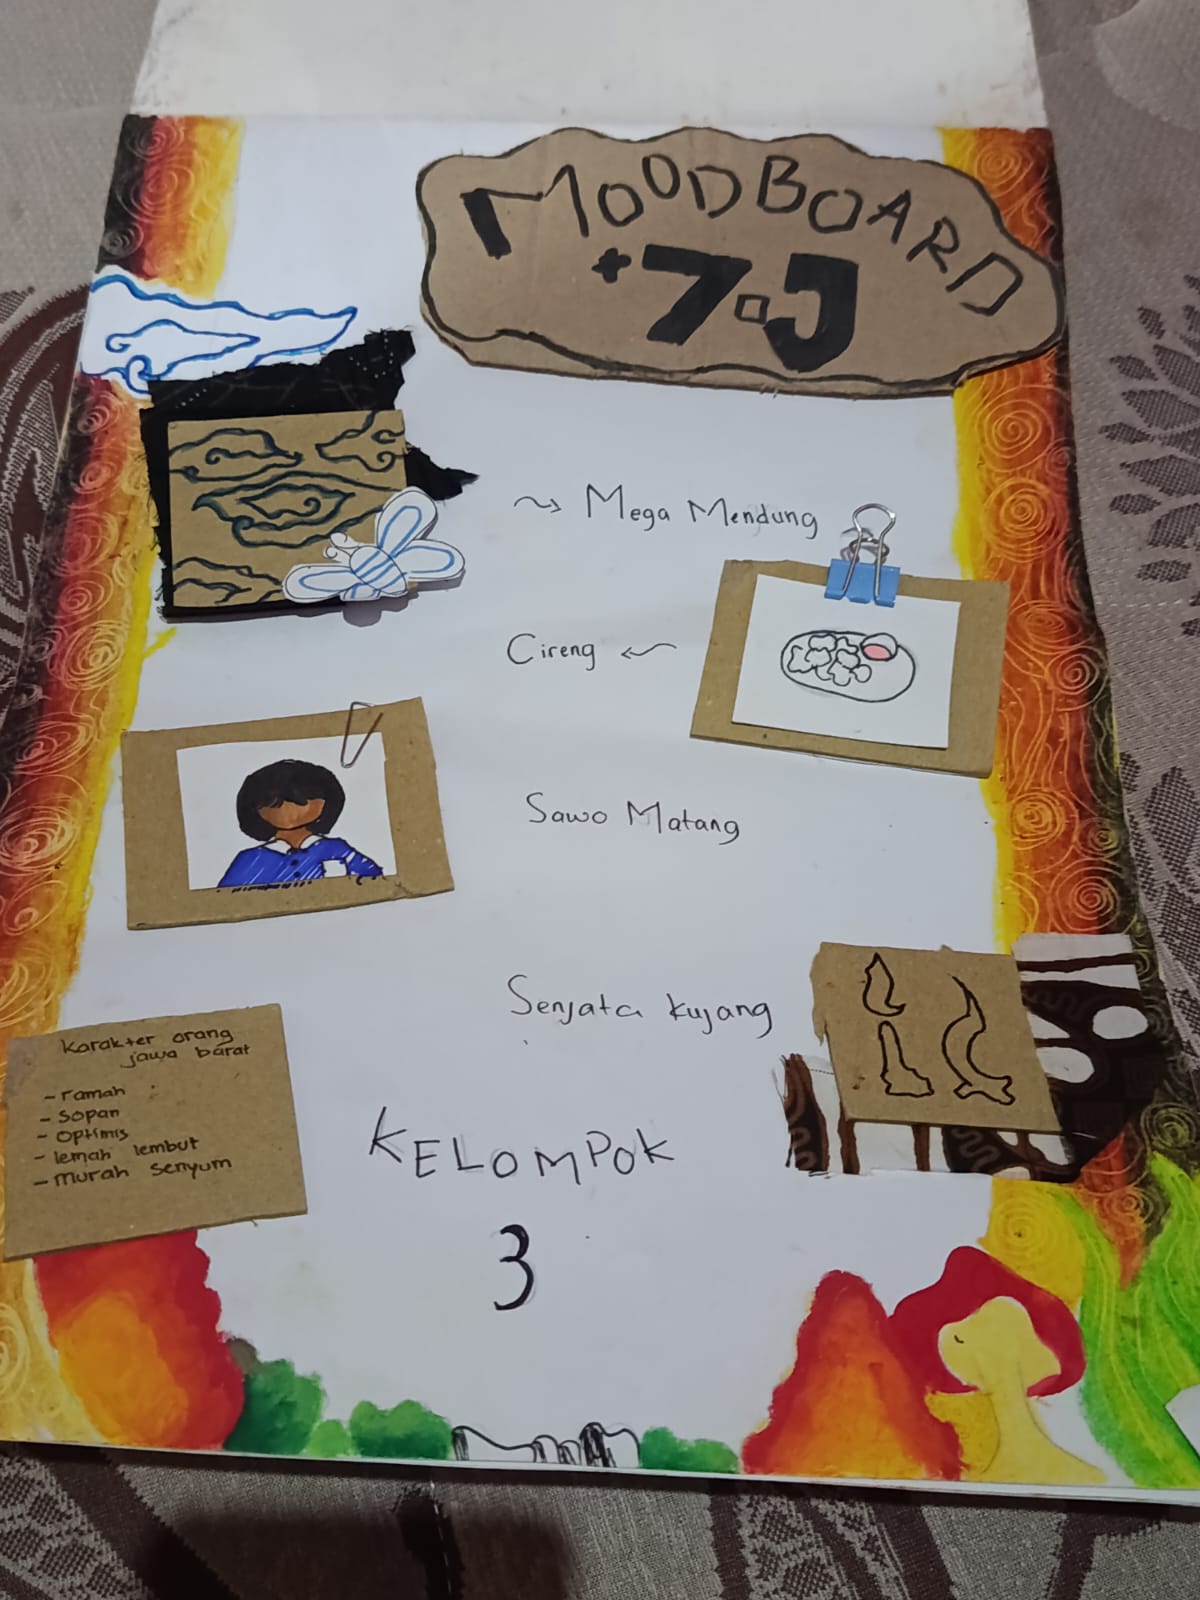 MOODBOARD
7.J
Mega Mendung
Cireng
Sawo Matang
Senjata Kujang
Karakter orang
jawa barat
- ramah
- sopan
- optimis
- lemah lembut
- murah senyum
KELOMPOK
3